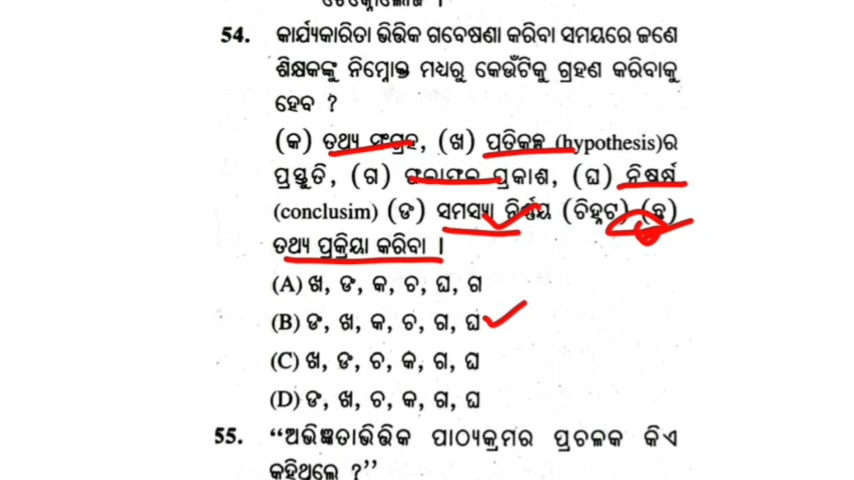 54. କାର୍ଯ୍ୟକାରିତା ଭିତ୍ତିକ ଗବେଷଣା କରିବା ସମୟରେ ଜଣେ
ଶିକ୍ଷକଙ୍କୁ ନିମ୍ନୋକ୍ତ ମଧ୍ୟରୁ କେଉଁଟିକୁ ଗ୍ରହଣ କରିବାକୁ
ହେବ ?
(କ) ତଥ୍ୟ ସଂଗ୍ରହ, (ଖ) ପ୍ରତିକଳ୍ପ (hypothesis)ର
ପ୍ରସ୍ତୁତି, (ଗ) ଫଳାଫଳ ପ୍ରକାଶ, (ଘ) ନିଷ୍କର୍ଷ
(conclusim) (ଙ) ସମସ୍ୟା ନିର୍ଣ୍ଣୟ (ଚିହ୍ନଟ) (ଚ)
ତଥ୍ୟ ପ୍ରକ୍ରିୟା କରିବା ।
(A) ଖ, ଙ, କ, ଚ, ଘ, ଗ
(B) ଙ, ଖ, କ, ଚ, ଗ, ଘ
(C) ଖ, ଙ, ଚ, କ, ଗ, ଘ
(D) ଙ, ଖ, ଚ, କ, ଗ, ଘ
55. “ଅଭିଜ୍ଞତାଭିତ୍ତିକ ପାଠ୍ୟକ୍ରମର ପ୍ରଚଳକ କିଏ
କହିଥିଲେ ?”